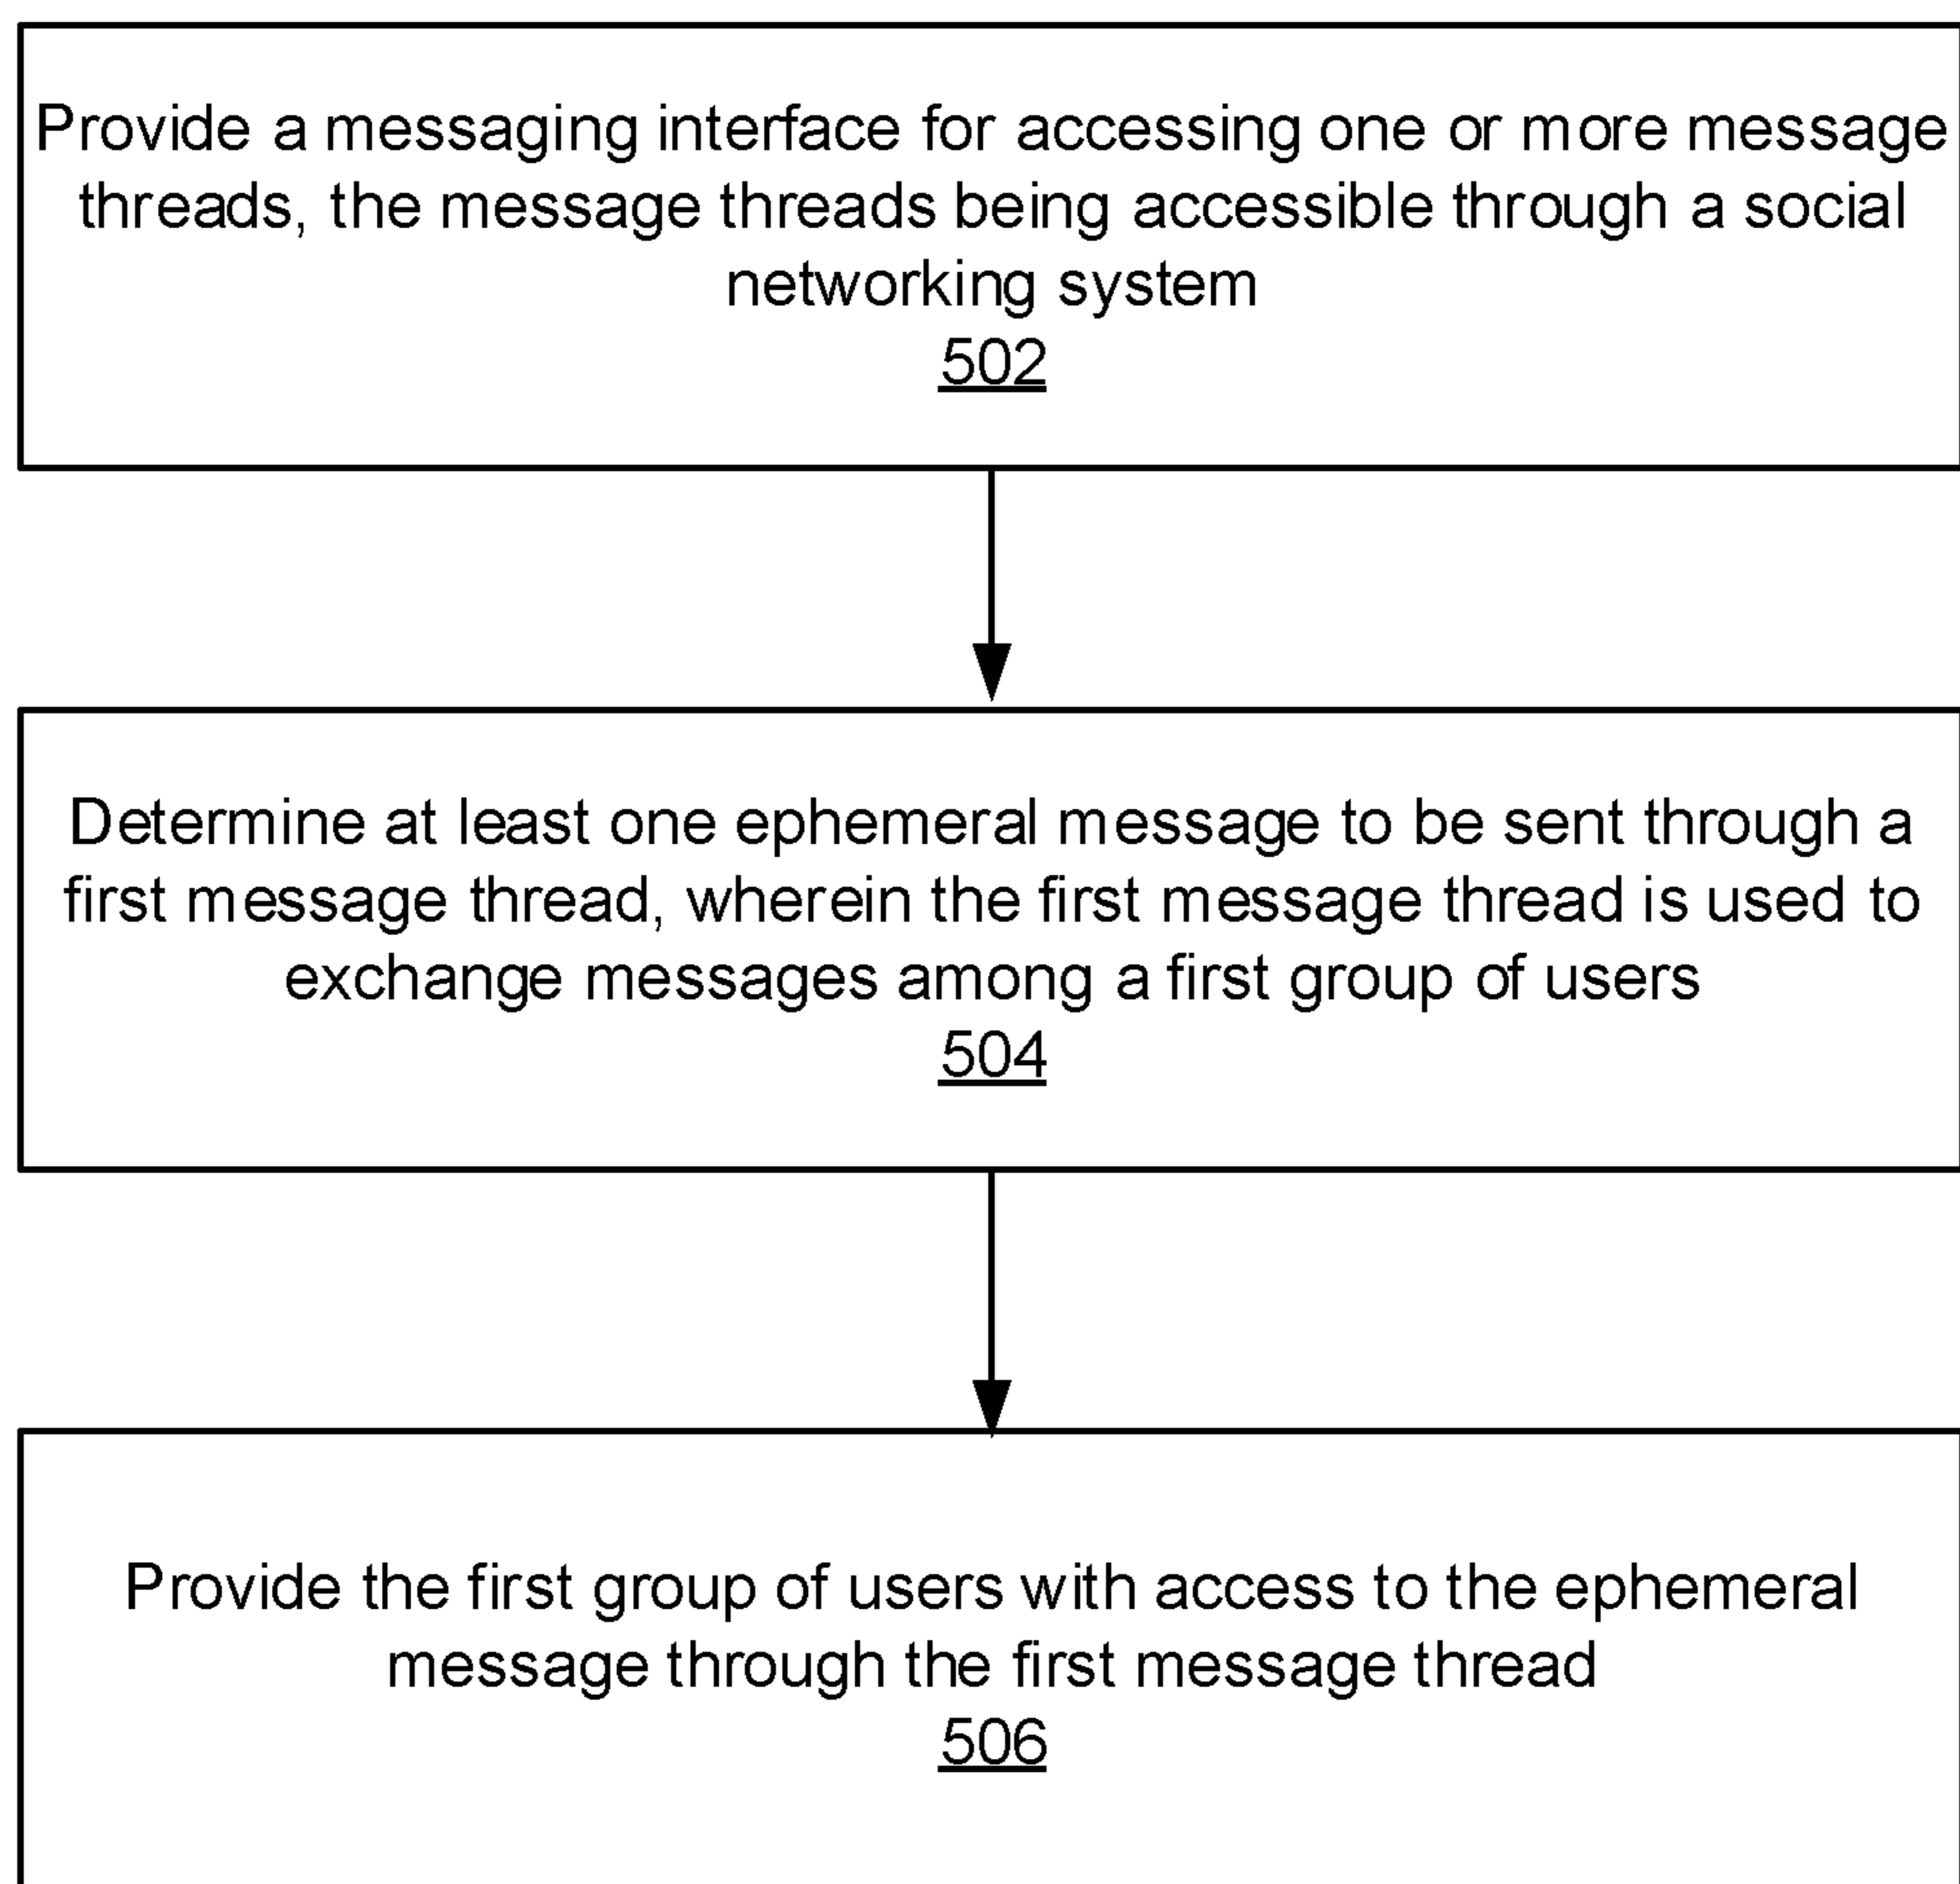 Provide a messaging interface for accessing one or more message
threads, the message threads being accessible through a social
networking system
502
Determine at least one ephemeral message to be sent through a
first message thread, wherein the first message thread is used to
exchange messages among a first group of users
504
Provide the first group of users with access to the ephemeral
message through the first message thread
506